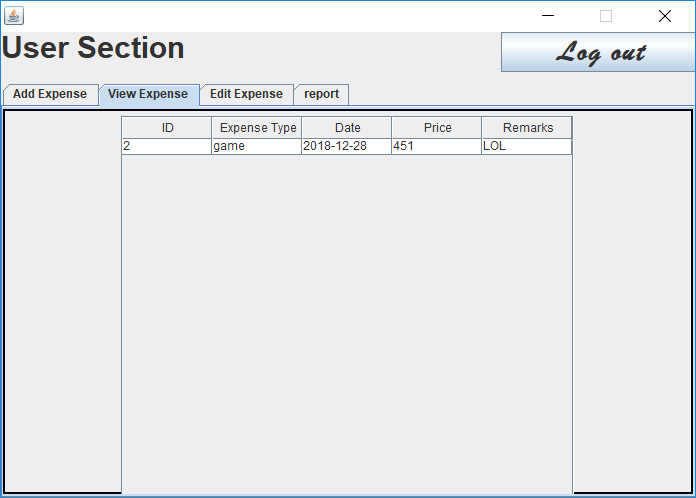 User Section
Log out
Add Expense View Expense Edit Expense report
ID Expense Type Date Price Remarks
2 game 2018-12-28 451 LOL